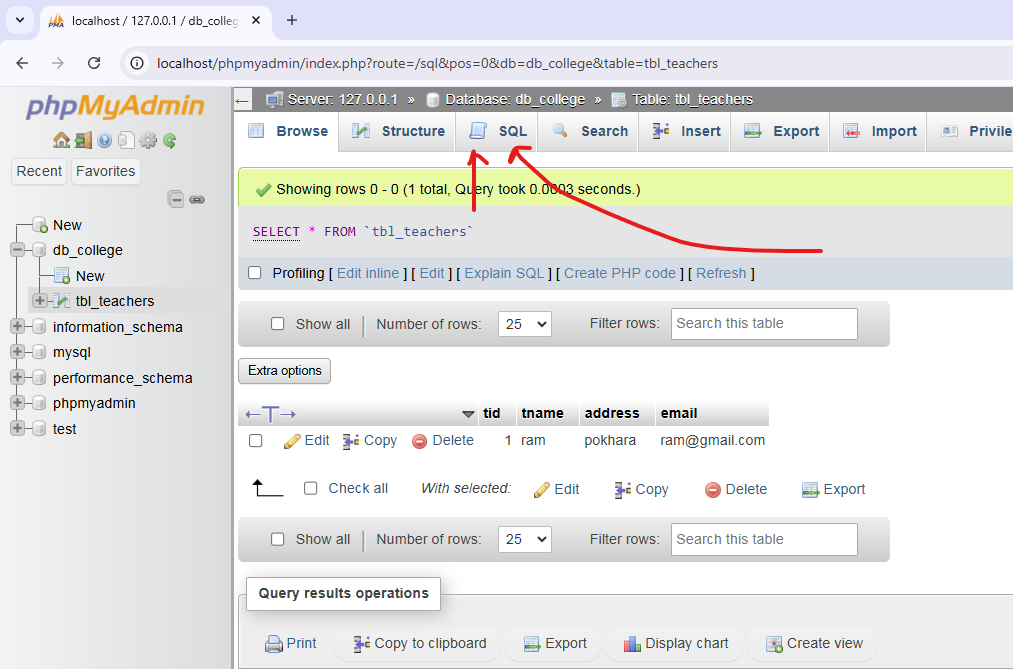 localhost / 127.0.0.1 / db_colleg
localhost/phpmyadmin/index.php?route=/sql&pos=0&db=db_college&table=tbl_teachers
phpMyAdmin
Recent Favorites
New
db_college
New
tbl_teachers
information_schema
mysql
performance_schema
phpmyadmin
test
Server: 127.0.0.1 » Database: db_college » Table: tbl_teachers
Browse Structure SQL Search Insert Export Import Privile
Showing rows 0 - 0 (1 total, Query took 0.0003 seconds.)
SELECT * FROM `tbl_teachers`
Profiling [ Edit inline ] [ Edit ] [ Explain SQL ] [ Create PHP code ] [ Refresh ]
Show all Number of rows: 25 Filter rows: Search this table
Extra options
←T→ tid tname address email
Edit Copy Delete 1 ram pokhara ram@gmail.com
Check all With selected: Edit Copy Delete Export
Show all Number of rows: 25 Filter rows: Search this table
Query results operations
Print Copy to clipboard Export Display chart Create view